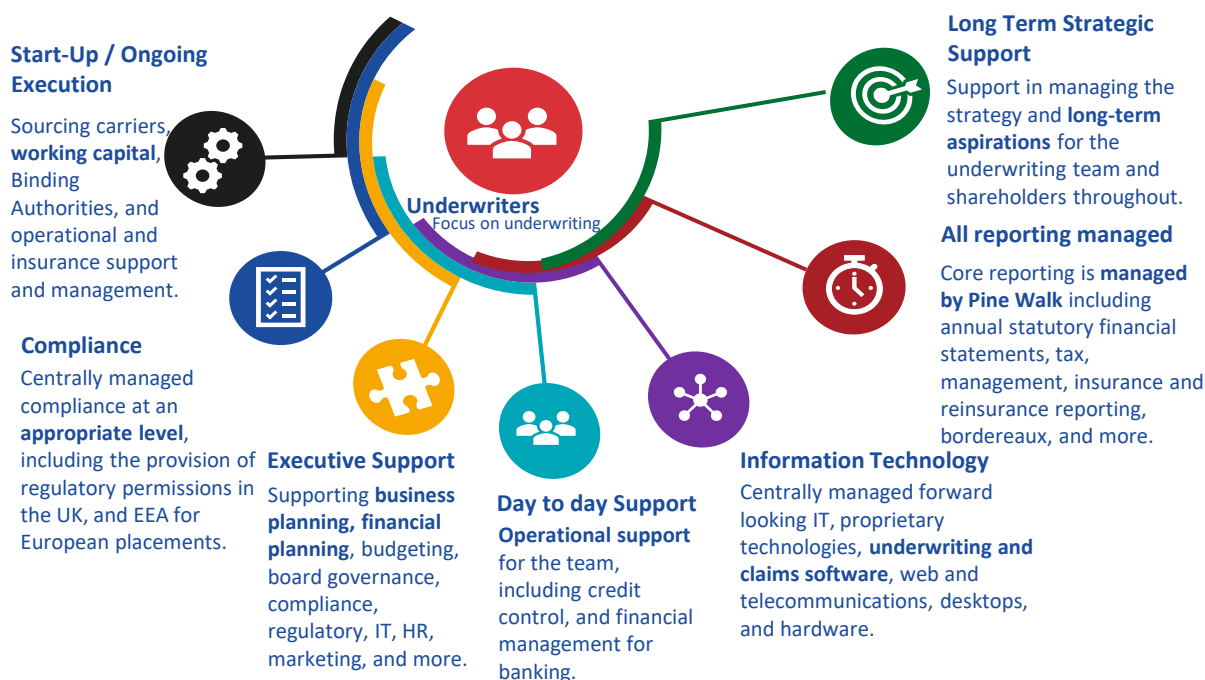 Start-Up / Ongoing
Execution
Sourcing carriers,
working capital,
Binding
Authorities, and
operational and
insurance support
and management.
Compliance
Centrally managed
compliance at an
appropriate level,
including the provision of
regulatory permissions in
the UK, and EEA for
European placements.
Executive Support
Supporting business
planning, financial
planning, budgeting,
board governance,
compliance,
regulatory, IT, HR,
marketing, and more.
Underwriters
Focus on underwriting
Day to day Support
Operational support
for the team,
including credit
control, and financial
management for
banking.
Information Technology
Centrally managed forward
looking IT, proprietary
technologies, underwriting and
claims software, web and
telecommunications, desktops,
and hardware.
Long Term Strategic
Support
Support in managing the
strategy and long-term
aspirations for the
underwriting team and
shareholders throughout.
All reporting managed
Core reporting is managed
by Pine Walk including
annual statutory financial
statements, tax,
management, insurance and
reinsurance reporting,
bordereaux, and more.